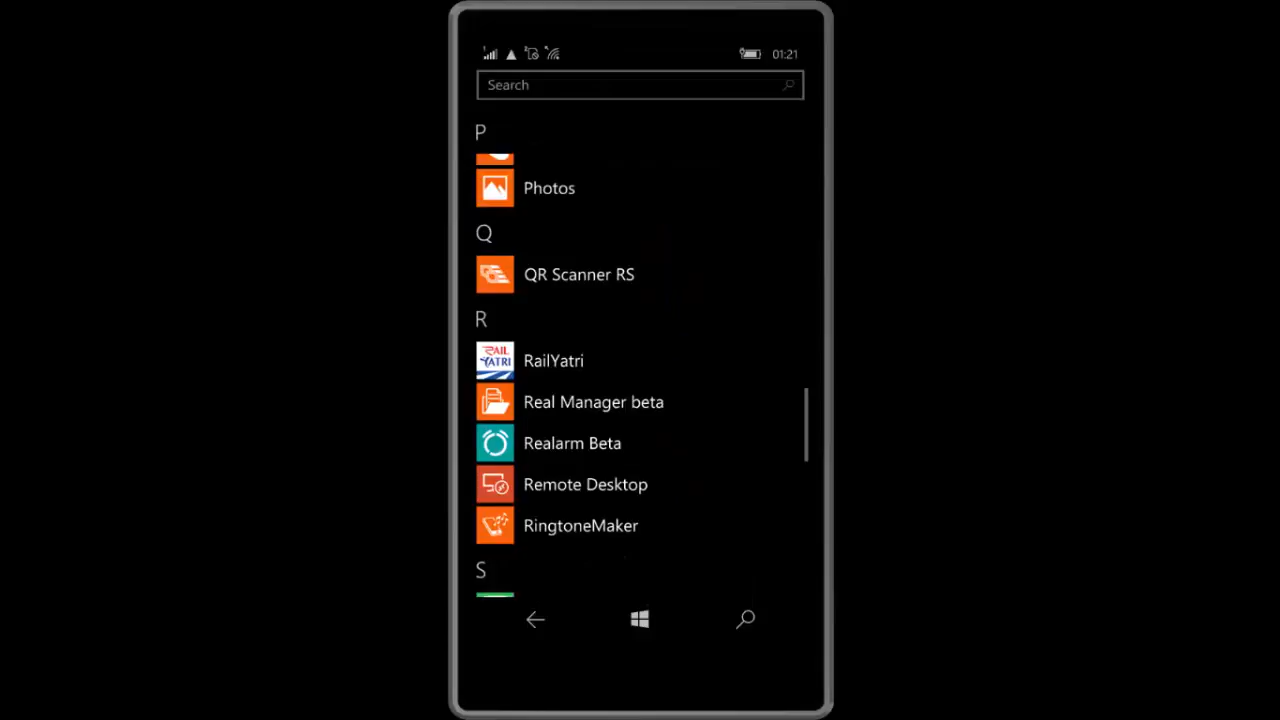 01:21
Search
P
Photos
Q
QR Scanner RS
R
RAIL
YATRI
RailYatri
Real Manager beta
Realarm Beta
Remote Desktop
RingtoneMaker
S